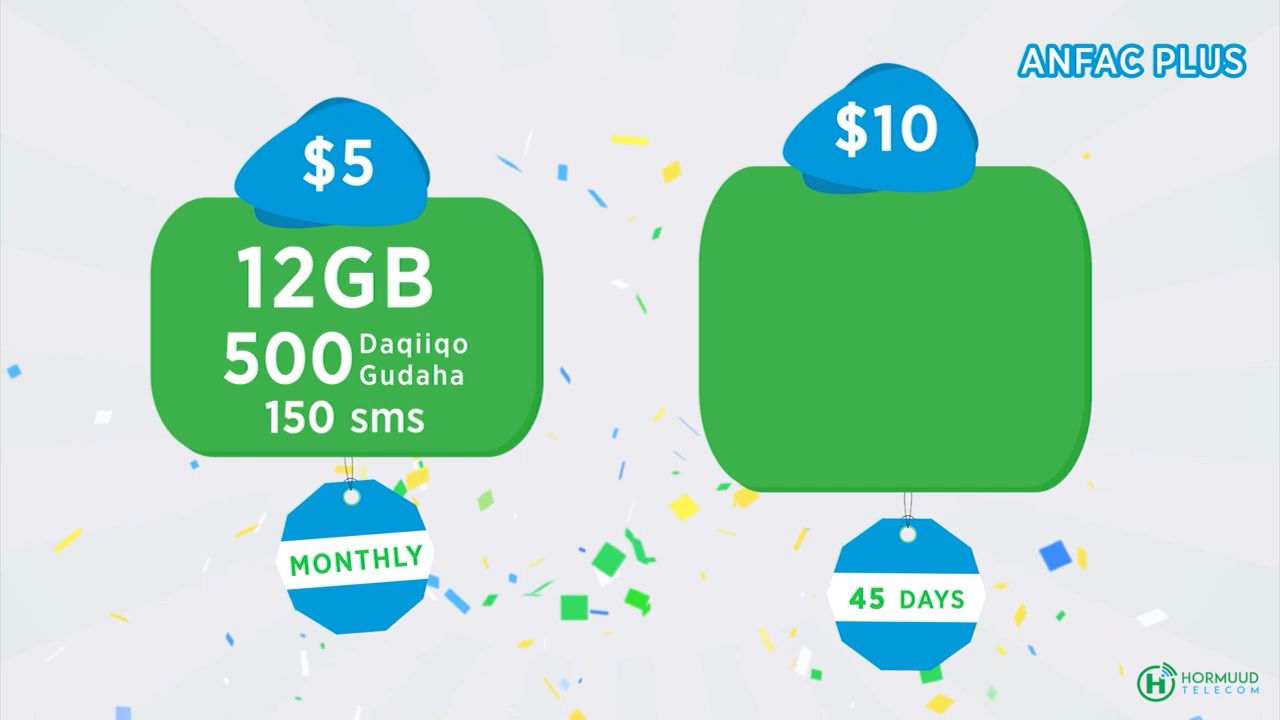 ANFAC PLUS
$5
12GB
500 Daqiiqo
Gudaha
150 sms
MONTHLY
$10
45 DAYS
HORMUUD
TELECOM